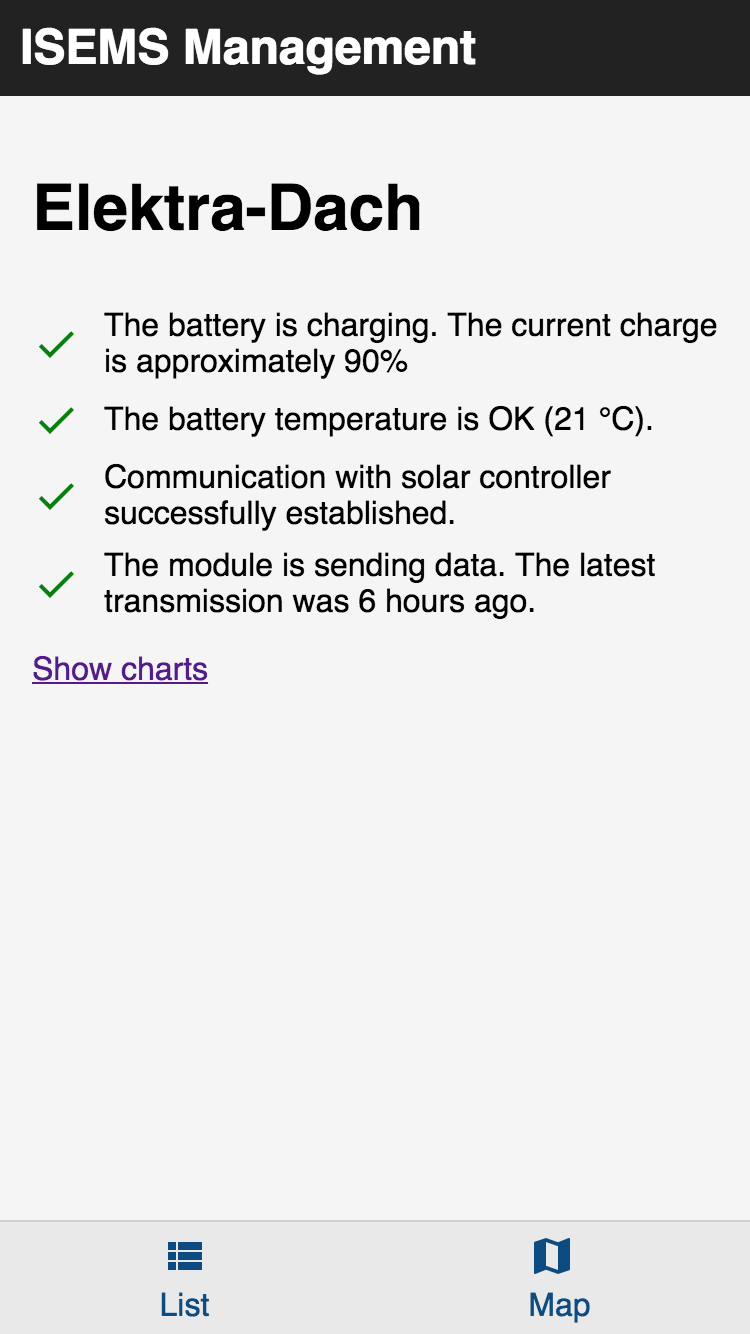 ISEMS Management
Elektra-Dach
The battery is charging. The current charge
is approximately 90%
The battery temperature is OK (21 °C).
Communication with solar controller
successfully established.
The module is sending data. The latest
transmission was 6 hours ago.
Show charts
List
Map